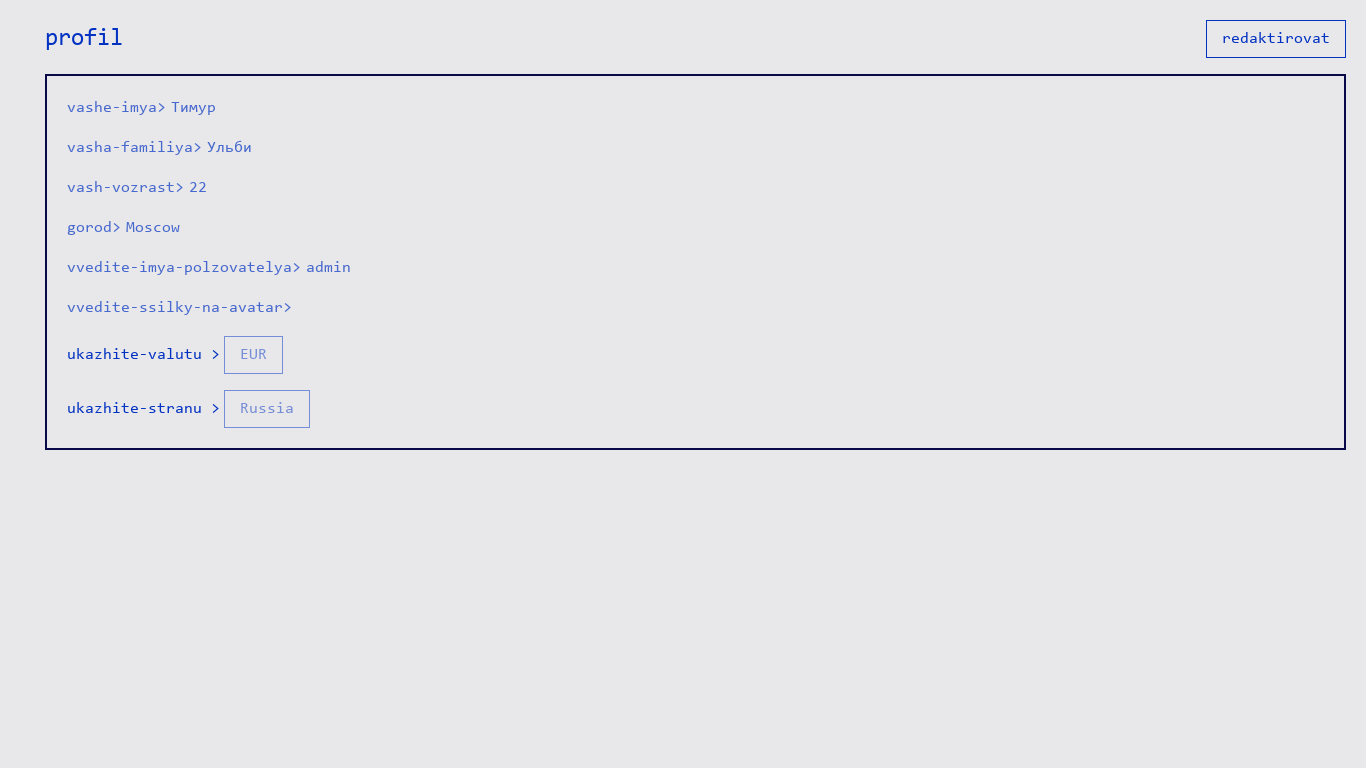 profil
redaktirovat
vashe-imya> Тимур
vasha-familiya> Ульби
vash-vozrast> 22
gorod> Moscow
vvedite-imya-polzovatelya> admin
vvedite-ssilky-na-avatar>
ukazhite-valutu > EUR
ukazhite-stranu > Russia